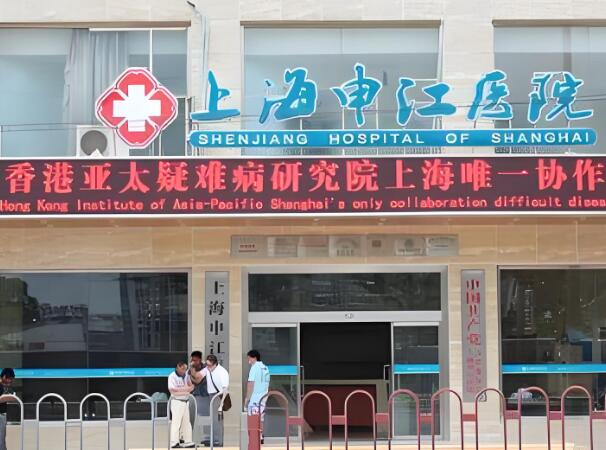 上海申江医院
SHENJIANG HOSPITAL OF SHANGHAI
香港亚太疑难病研究院上海唯一协作
Hong Kong Institute of Asia-Pacific Shanghai's only collaboration difficult diseas
上海申江